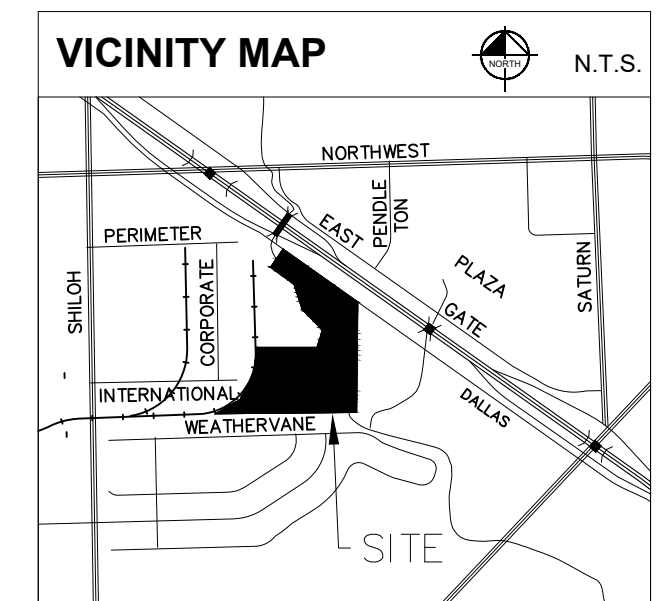 VICINITY MAP
NORTH
N.T.S.
NORTHWEST
EAST
PENDLE
TON
PERIMETER
PLAZA
SHILOH
CORPORATE
SATURN
GATE
INTERNATIONAL
DALLAS
WEATHERVANE
SITE